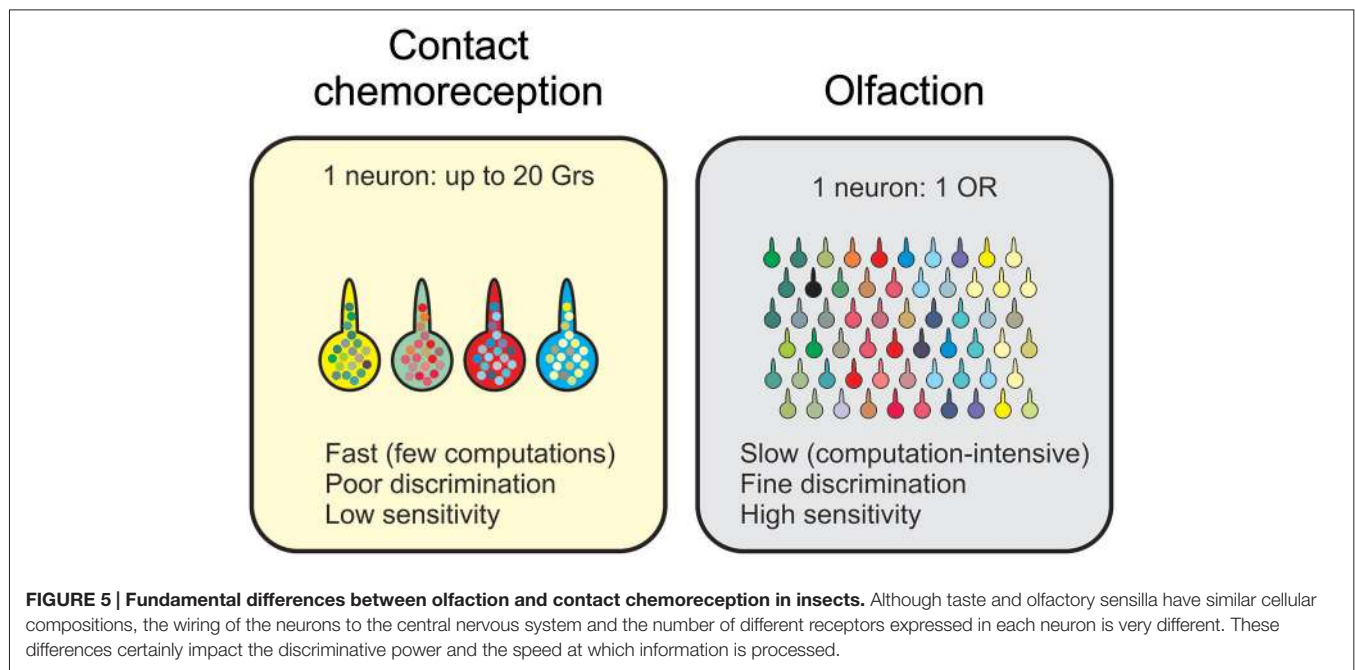 Contact
chemoreception
Olfaction
1 neuron: up to 20 Grs
Fast (few computations)
Poor discrimination
Low sensitivity
1 neuron: 1 OR
Slow (computation-intensive)
Fine discrimination
High sensitivity
FIGURE 5 | Fundamental differences between olfaction and contact chemoreception in insects. Although taste and olfactory sensilla have similar cellular
compositions, the wiring of the neurons to the central nervous system and the number of different receptors expressed in each neuron is very different. These
differences certainly impact the discriminative power and the speed at which information is processed.